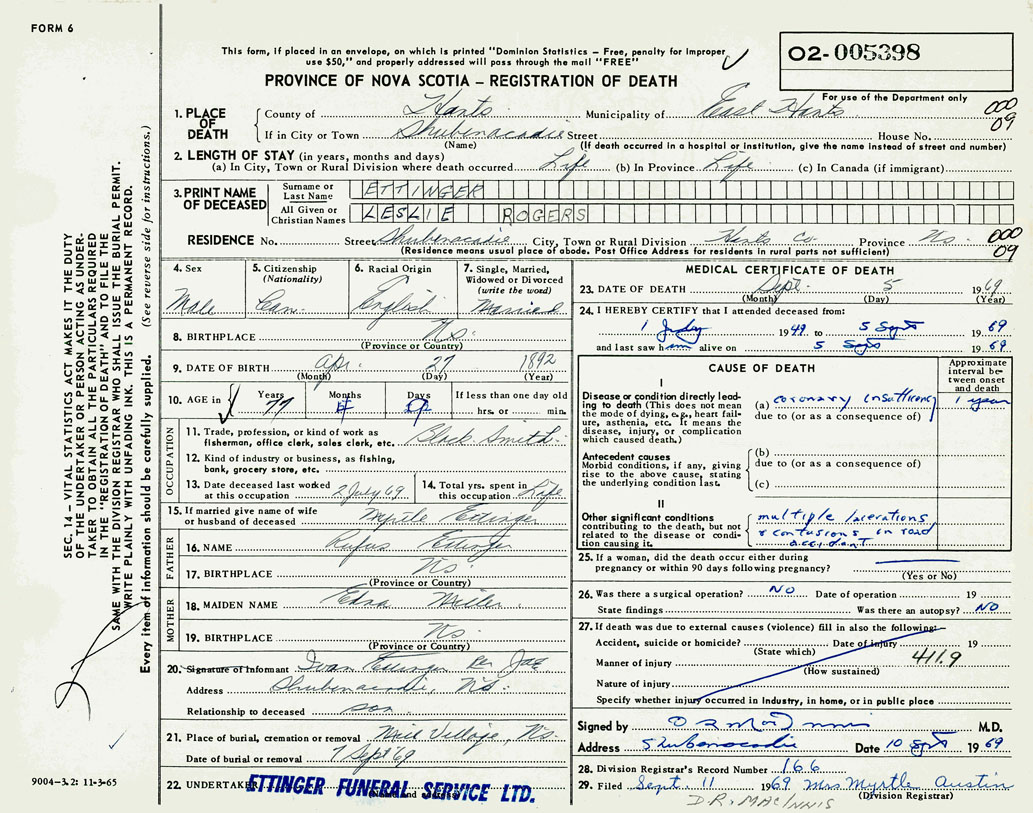 FORM 6
This form, if placed in an envelope, on which is printed "Dominion Statistics – Free, penalty for improper
use $50," and properly addressed will pass through the mail "FREE"
PROVINCE OF NOVA SCOTIA – REGISTRATION OF DEATH
02-005398
For use of the Department only
000
09
1. PLACE OF DEATH
County of Hants Municipality of East Hants
If in City or Town Shubenacadie Street House No.
(Name) (If death occurred in a hospital or institution, give the name instead of street and number)
2. LENGTH OF STAY (in years, months and days)
(a) In City, Town or Rural Division where death occurred Life (b) In Province Life (c) In Canada (if immigrant)
3. PRINT NAME OF DECEASED
Surname or Last Name ETTINGER
All Given or Christian Names LESLIE ROGERS
RESIDENCE No. Street Shubenacadie City, Town or Rural Division Hants Co. Province N.S. 000
(Residence means usual place of abode. Post Office Address for residents in rural parts not sufficient) 09
4. Sex
Male
5. Citizenship
(Nationality)
Can.
6. Racial Origin
English
7. Single, Married,
Widowed or Divorced
(write the word)
Married
8. BIRTHPLACE N.S.
(Province or Country)
9. DATE OF BIRTH Apr. 27 1892
(Month) (Day) (Year)
10. AGE in Years Months Days If less than one day old
77 hrs. or min.
OCCUPATION
11. Trade, profession, or kind of work as
fisherman, office clerk, sales clerk, etc. Black Smith
12. Kind of industry or business, as fishing,
bank, grocery store, etc.
13. Date deceased last worked
at this occupation 2 July 69
14. Total yrs. spent in
this occupation Life
15. If married give name of wife
or husband of deceased Myrtle Ettinger
FATHER
16. NAME Rufus Ettinger
17. BIRTHPLACE N.S.
(Province or Country)
MOTHER
18. MAIDEN NAME Edna Miller
19. BIRTHPLACE N.S.
(Province or Country)
20. Signature of Informant Ivan Ettinger Per
Address Shubenacadie, N.S.
Relationship to deceased son
21. Place of burial, cremation or removal Village, N.S.
Date of burial or removal 7 Sept 69
22. UNDERTAKER ETTINGER FUNERAL SERVICE LTD.
(Name and address)
MEDICAL CERTIFICATE OF DEATH
23. DATE OF DEATH Sept. 5 1969
(Month) (Day) (Year)
24. I HEREBY CERTIFY that I attended deceased from:
1 July 1949 to 5 Sept 1969
and last saw him alive on 5 Sept 1969
CAUSE OF DEATH
Approximate
interval be-
tween onset
and death
I
Disease or condition directly lead-
ing to death (This does not
mean the mode of dying, e.g., heart fail-
ure, asthenia, etc. It means the
disease, injury, or complication
which caused death.)
(a) coronary insufficiency 1 year
due to (or as a consequence of)
Antecedent causes
Morbid conditions, if any, giving
rise to the above cause, stating
the underlying condition last.
(b)
due to (or as a consequence of)
(c)
II
Other significant conditions
contributing to the death, but not
related to the disease or condi-
tion causing it.
multiple lacerations
& contusions in road
accident
25. If a woman, did the death occur either during
pregnancy or within 90 days following pregnancy?
(Yes or No)
26. Was there a surgical operation? NO Date of operation 19
State findings Was there an autopsy? NO
27. If death was due to external causes (violence) fill in also the following:
Accident, suicide or homicide? Date of injury 19
(State which)
Manner of injury 411.9
(How sustained)
Nature of injury
Specify whether injury occurred in industry, in home, or in public place
Signed by M.D.
Address Shubenacadie Date 10 Sept 1969
28. Division Registrar's Record Number 166
29. Filed Sept. 11 1969 Mrs Myrtle Austin
(Division Registrar)
DR. MACINNIS
SEC. 14 – VITAL STATISTICS ACT MAKES IT THE DUTY
OF THE UNDERTAKER OR PERSON ACTING AS UNDER-
TAKER TO OBTAIN ALL THE PARTICULARS REQUIRED
IN THE "REGISTRATION OF DEATH" AND TO FILE THE
SAME WITH THE DIVISION REGISTRAR WHO SHALL ISSUE THE BURIAL PERMIT.
WRITE PLAINLY WITH UNFADING INK. THIS IS A PERMANENT RECORD.
Every item of information should be carefully supplied. (See reverse side for instructions.)
9004-3.2: 11-3-65